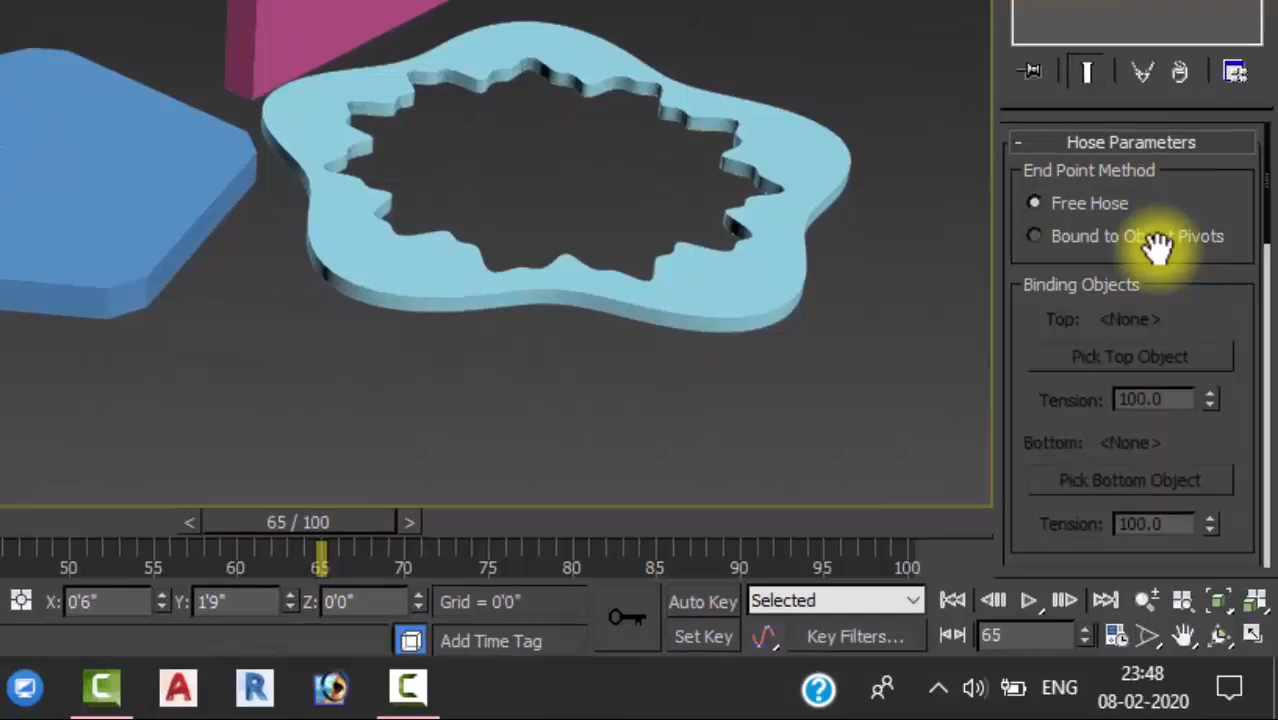 - Hose Parameters
End Point Method
Free Hose
Bound to Object Pivots
Binding Objects
Top: <None>
Pick Top Object
Tension: 100.0
Bottom: <None>
Pick Bottom Object
Tension: 100.0
< 65 / 100 >
50 55 60 65 70 75 80 85 90 95 100
X: 0'6" Y: 1'9" Z: 0'0" Grid = 0'0" Auto Key Selected
Add Time Tag Set Key Key Filters... 65
ENG
23:48
08-02-2020